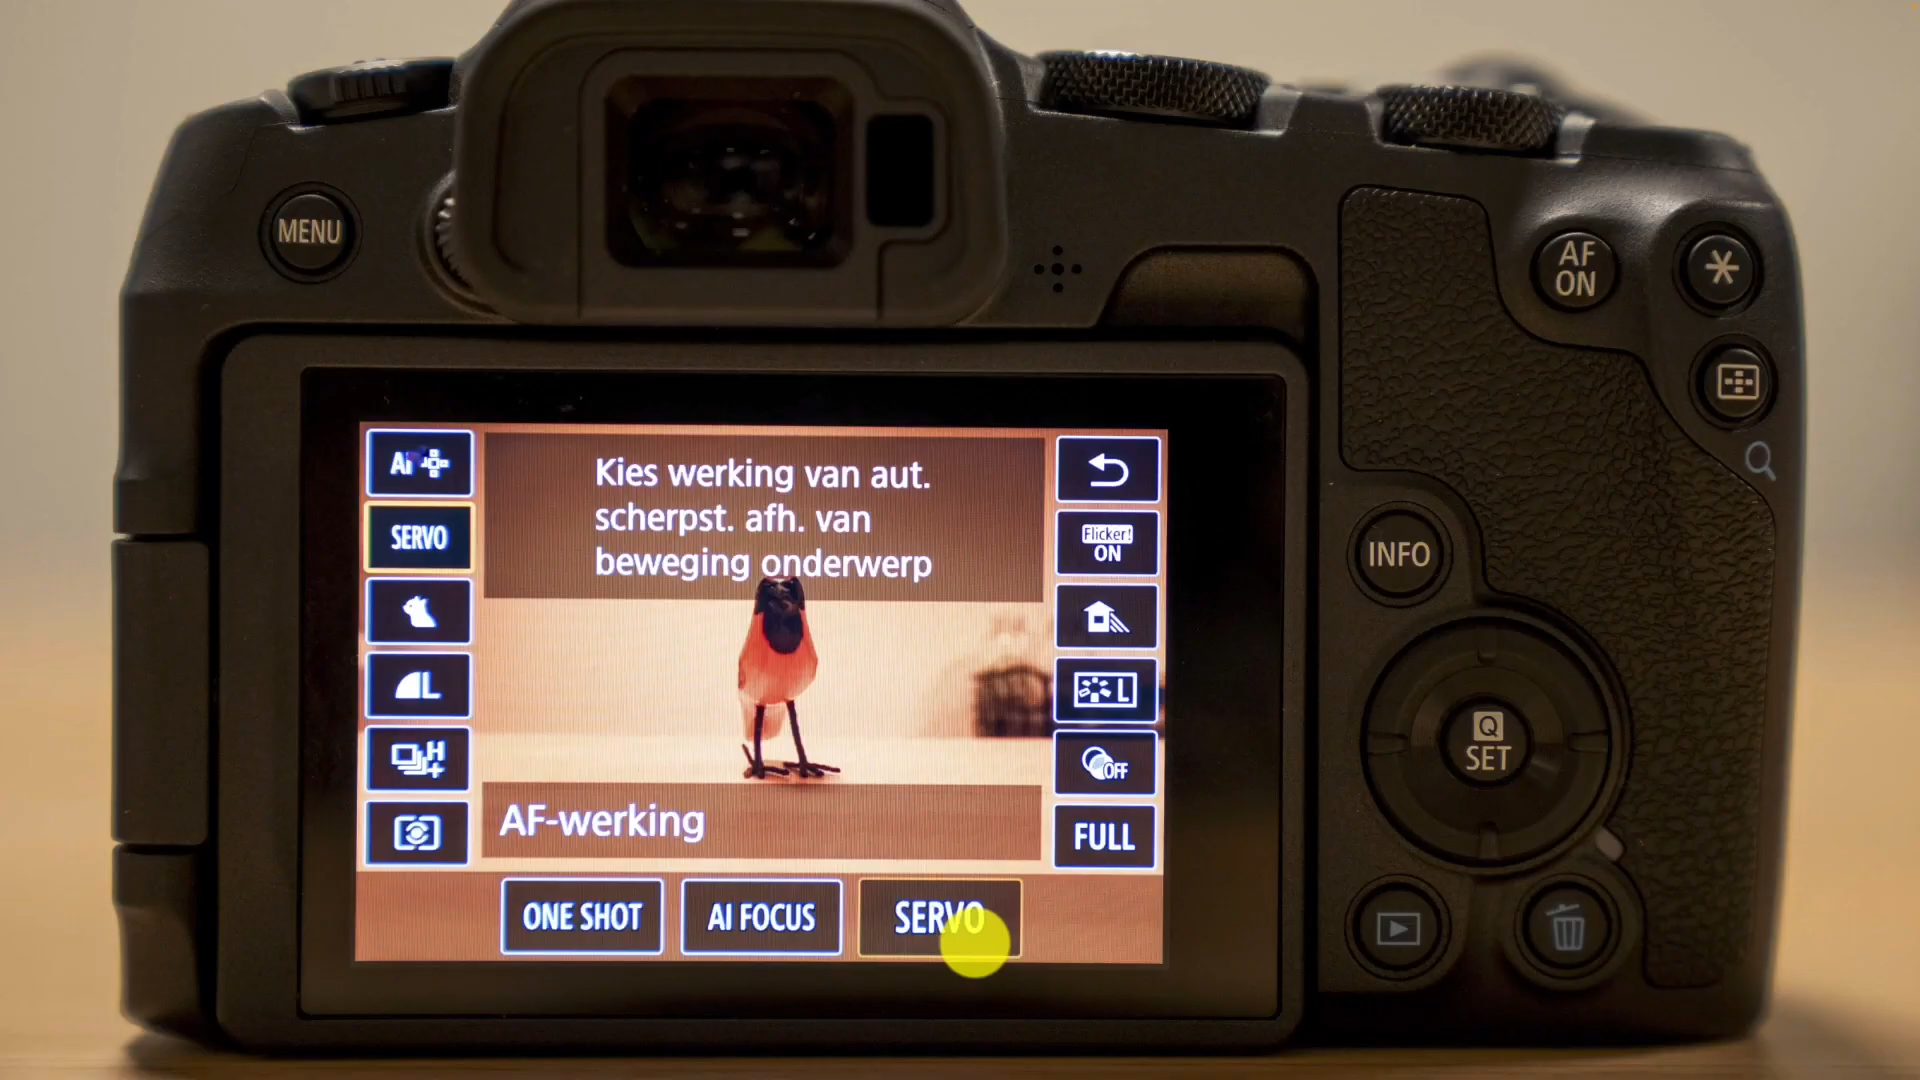 MENU
AF
ON
INFO
Q
SET
AF
SERVO
L
H
+
Kies werking van aut.
scherpst. afh. van
beweging onderwerp
Flicker!
ON
L
OFF
FULL
AF-werking
ONE SHOT
AI FOCUS
SERVO